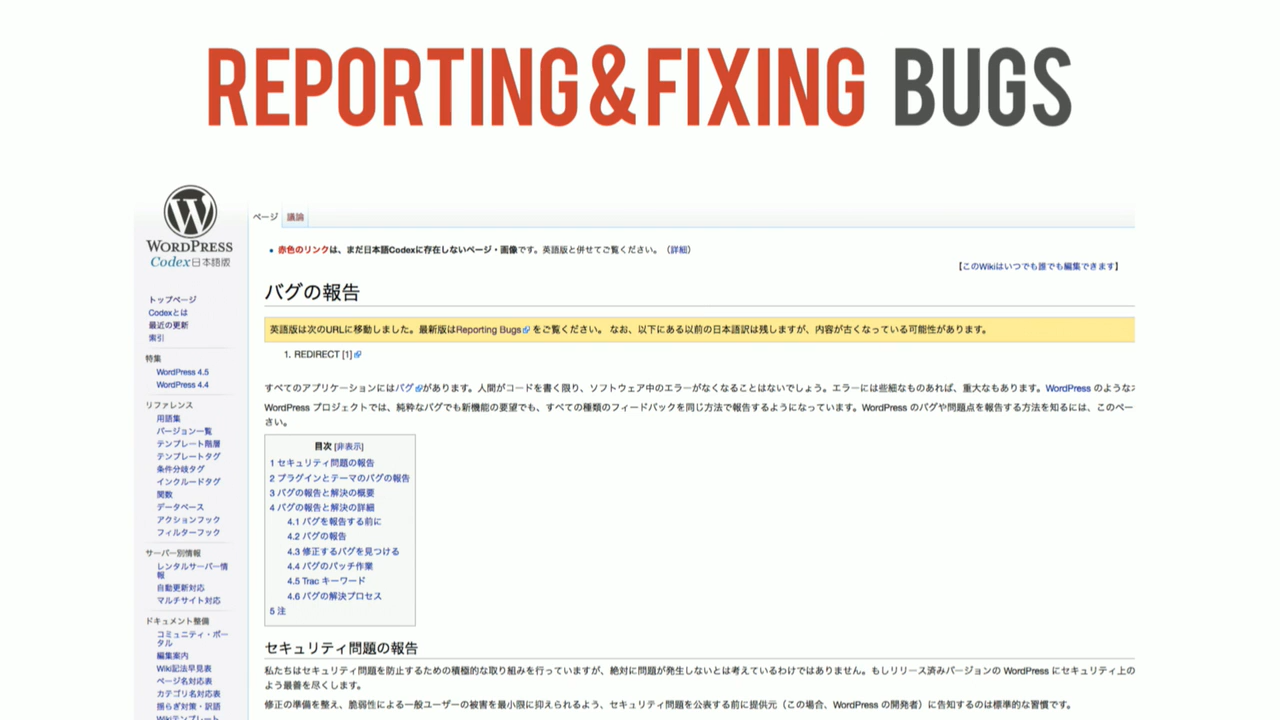 REPORTING&FIXING BUGS
WORDPRESS
Codex日本語版
トップページ
Codexとは
最近の更新
索引
特集
WordPress 4.5
WordPress 4.4
リファレンス
用語集
バージョン一覧
テンプレート階層
テンプレートタグ
条件分岐タグ
インクルードタグ
関数
データベース
アクションフック
フィルターフック
サーバー別情報
レンタルサーバー情
報
自動更新対応
マルチサイト対応
ドキュメント整備
コミュニティ・ポー
タル
編集案内
Wiki記法早見表
ページ名対応表
カテゴリ名対応表
揺らぎ対策・訳語
Wikiテンプレート
ページ 議論
赤色のリンクは、まだ日本語Codexに存在しないページ・画像です。英語版と併せてご覧ください。（詳細）
【このWikiはいつでも誰でも編集できます】
バグの報告
英語版は次のURLに移動しました。最新版はReporting Bugs をご覧ください。 なお、以下にある以前の日本語訳は残しますが、内容が古くなっている可能性があります。
1. REDIRECT [1]
すべてのアプリケーションにはバグがあります。人間がコードを書く限り、ソフトウェア中のエラーがなくなることはないでしょう。エラーには些細なものあれば、重大なもあります。WordPress のような
WordPress プロジェクトでは、純粋なバグでも新機能の要望でも、すべての種類のフィードバックを同じ方法で報告するようになっています。WordPress のバグや問題点を報告する方法を知るには、このペー
さい。
目次 [非表示]
1 セキュリティ問題の報告
2 プラグインとテーマのバグの報告
3 バグの報告と解決の概要
4 バグの報告と解決の詳細
4.1 バグを報告する前に
4.2 バグの報告
4.3 修正するバグを見つける
4.4 バグのパッチ作業
4.5 Trac キーワード
4.6 バグの解決プロセス
5 注
セキュリティ問題の報告
私たちはセキュリティ問題を防止するための積極的な取り組みを行っていますが、絶対に問題が発生しないとは考えているわけではありません。もしリリース済みバージョンの WordPress にセキュリティ上の
よう最善を尽くします。
修正の準備を整え、脆弱性による一般ユーザーの被害を最小限に抑えられるよう、セキュリティ問題を公表する前に提供元（この場合、WordPress の開発者）に告知するのは標準的な習慣です。